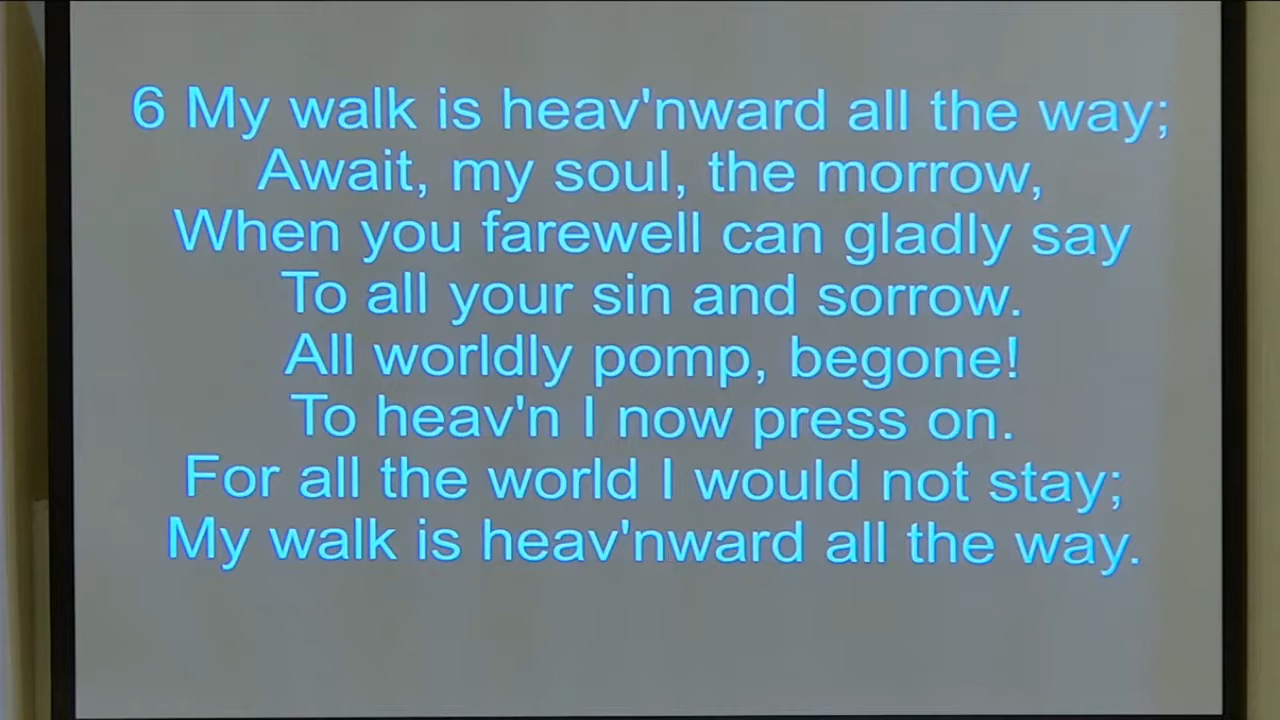 6 My walk is heav'nward all the way;
Await, my soul, the morrow,
When you farewell can gladly say
To all your sin and sorrow.
All worldly pomp, begone!
To heav'n I now press on.
For all the world I would not stay;
My walk is heav'nward all the way.